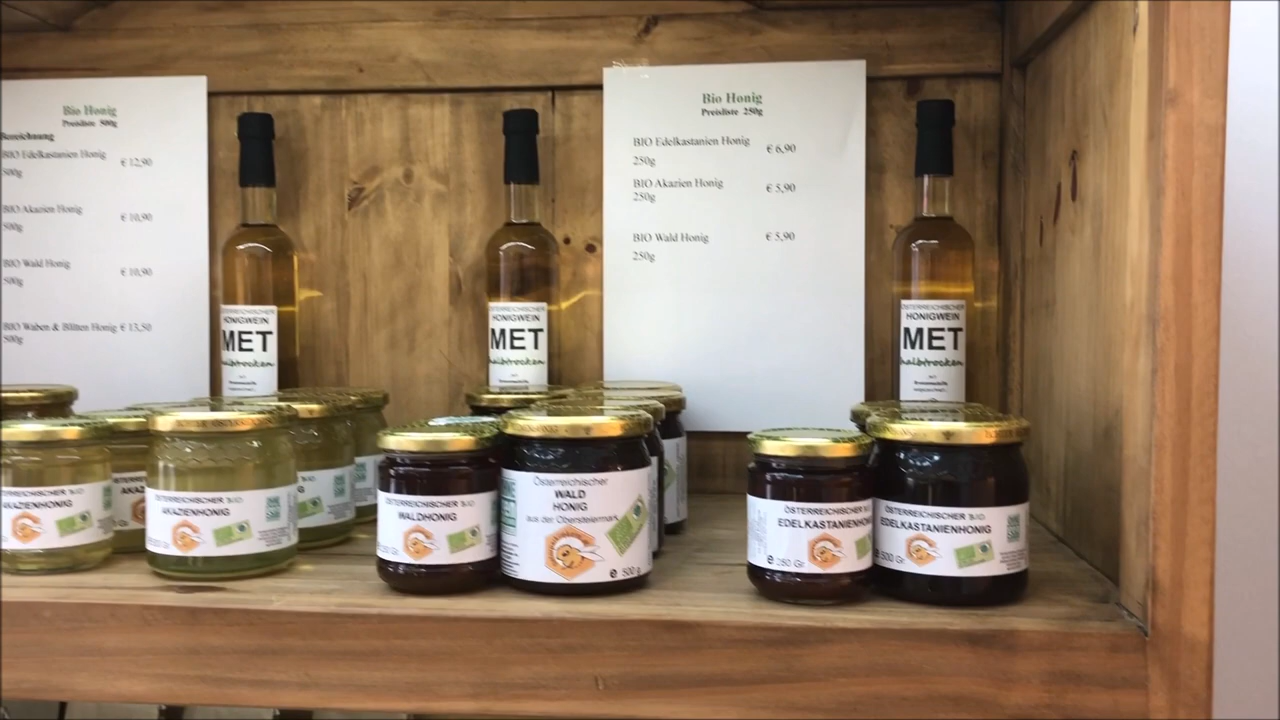 Bio Honig
Preisliste 500g
Bezeichnung
BIO Edelkastanien Honig € 12,90
500g
BIO Akazien Honig € 10,90
500g
BIO Wald Honig € 10,90
500g
BIO Waben & Blüten Honig € 13,50
500g
Bio Honig
Preisliste 250g
BIO Edelkastanien Honig € 6,90
250g
BIO Akazien Honig € 5,90
250g
BIO Wald Honig € 5,90
250g
ÖSTERREICHISCHER
HONIGWEIN
MET
halbtrocken
ÖSTERREICHISCHER
HONIGWEIN
MET
halbtrocken
ÖSTERREICHISCHER
HONIGWEIN
MET
halbtrocken
ÖSTERREICHISCHER BIO
AKAZIENHONIG
ÖSTERREICHISCHER BIO
AKAZIENHONIG
ÖSTERREICHISCHER BIO
WALDHONIG
Österreichischer
WALD
HONIG
aus der Obersteiermark
e 500 g
ÖSTERREICHISCHER BIO
EDELKASTANIENHONIG
e 250 Gr.
ÖSTERREICHISCHER BIO
EDELKASTANIENHONIG
e 500 Gr.